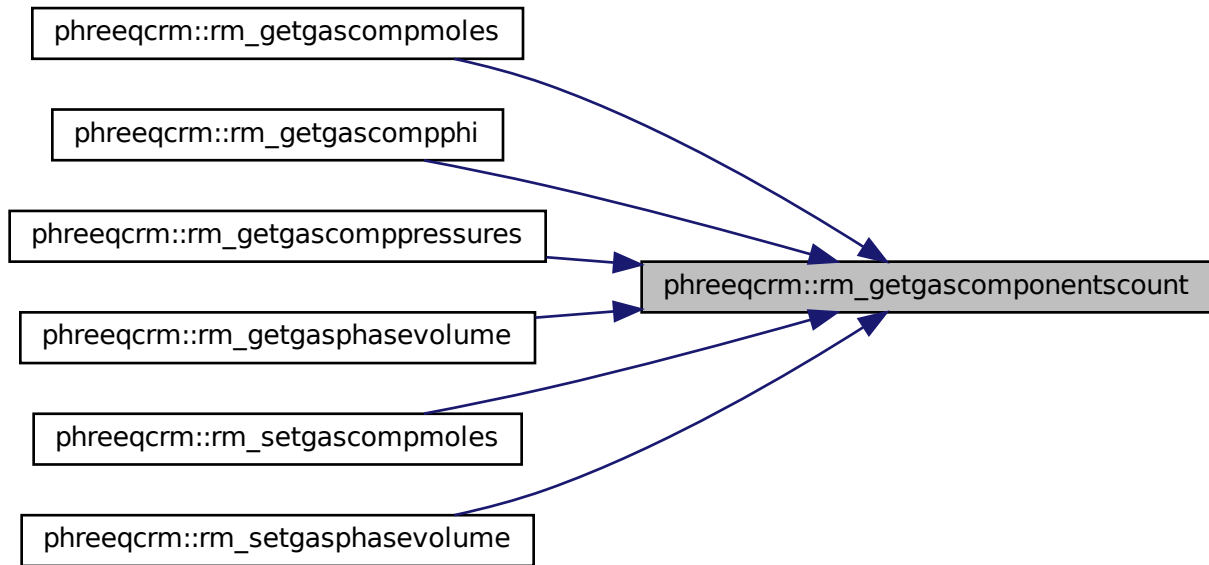 phreeqcrm::rm_getgascompmoles
phreeqcrm::rm_getgascompphi
phreeqcrm::rm_getgascomppressures
phreeqcrm::rm_getgasphasevolume
phreeqcrm::rm_setgascompmoles
phreeqcrm::rm_setgasphasevolume
phreeqcrm::rm_getgascomponentscount